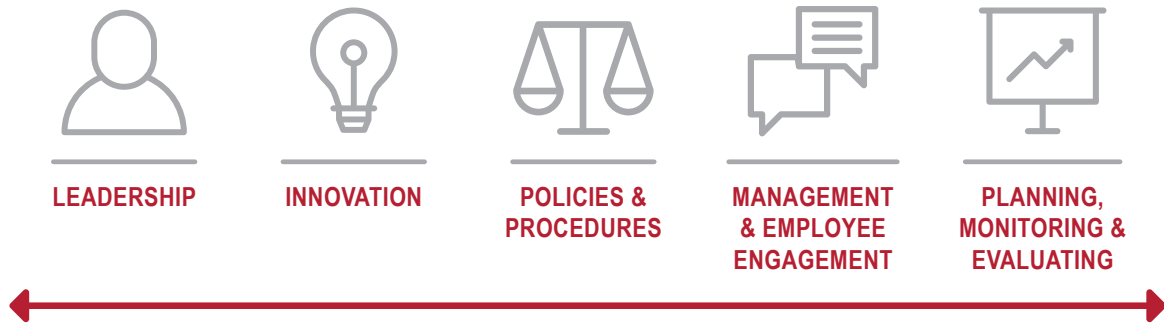 LEADERSHIP
INNOVATION
POLICIES &
PROCEDURES
MANAGEMENT
& EMPLOYEE
ENGAGEMENT
PLANNING,
MONITORING &
EVALUATING